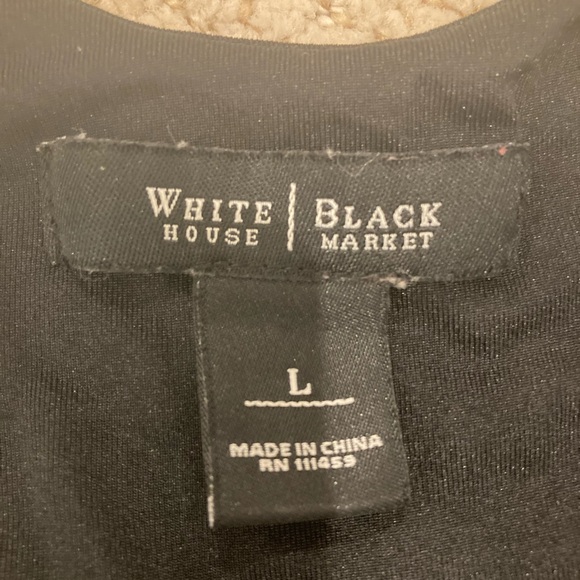 WHITE | BLACK
HOUSE | MARKET
L
MADE IN CHINA
RN 111459